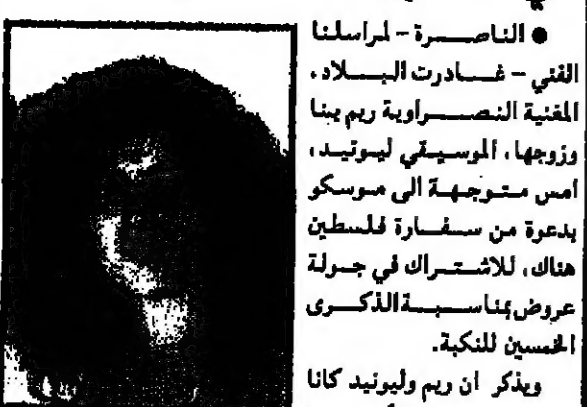 ● الناصرة - لمراسلنا
الفني - غادرت البلاد،
المغنية النصراوية ريم بنا
وزوجها، الموسيقي ليوتيد،
امس متوجهة الى موسكو
بدعوة من سفارة فلسطين
هناك، للاشتراك في جولة
عروض بمناسبة الذكرى
الخمسين للنكبة.
ويذكر ان ريم وليونيد كانا